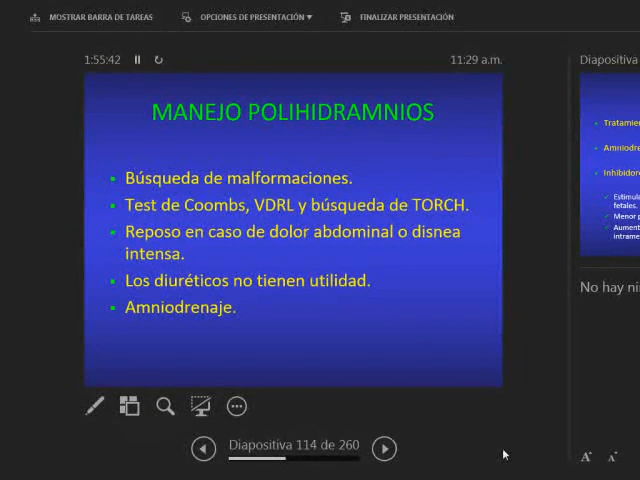 MOSTRAR BARRA DE TAREAS
OPCIONES DE PRESENTACIÓN ▼
FINALIZAR PRESENTACIÓN
1:55:42
11:29 a.m.
Diapositiva
MANEJO POLIHIDRAMNIOS
Búsqueda de malformaciones.
Test de Coombs, VDRL y búsqueda de TORCH.
Reposo en caso de dolor abdominal o disnea
intensa.
Los diuréticos no tienen utilidad.
Amniodrenaje.
Diapositiva 114 de 260
fetales.
Menor p
No hay
A
A